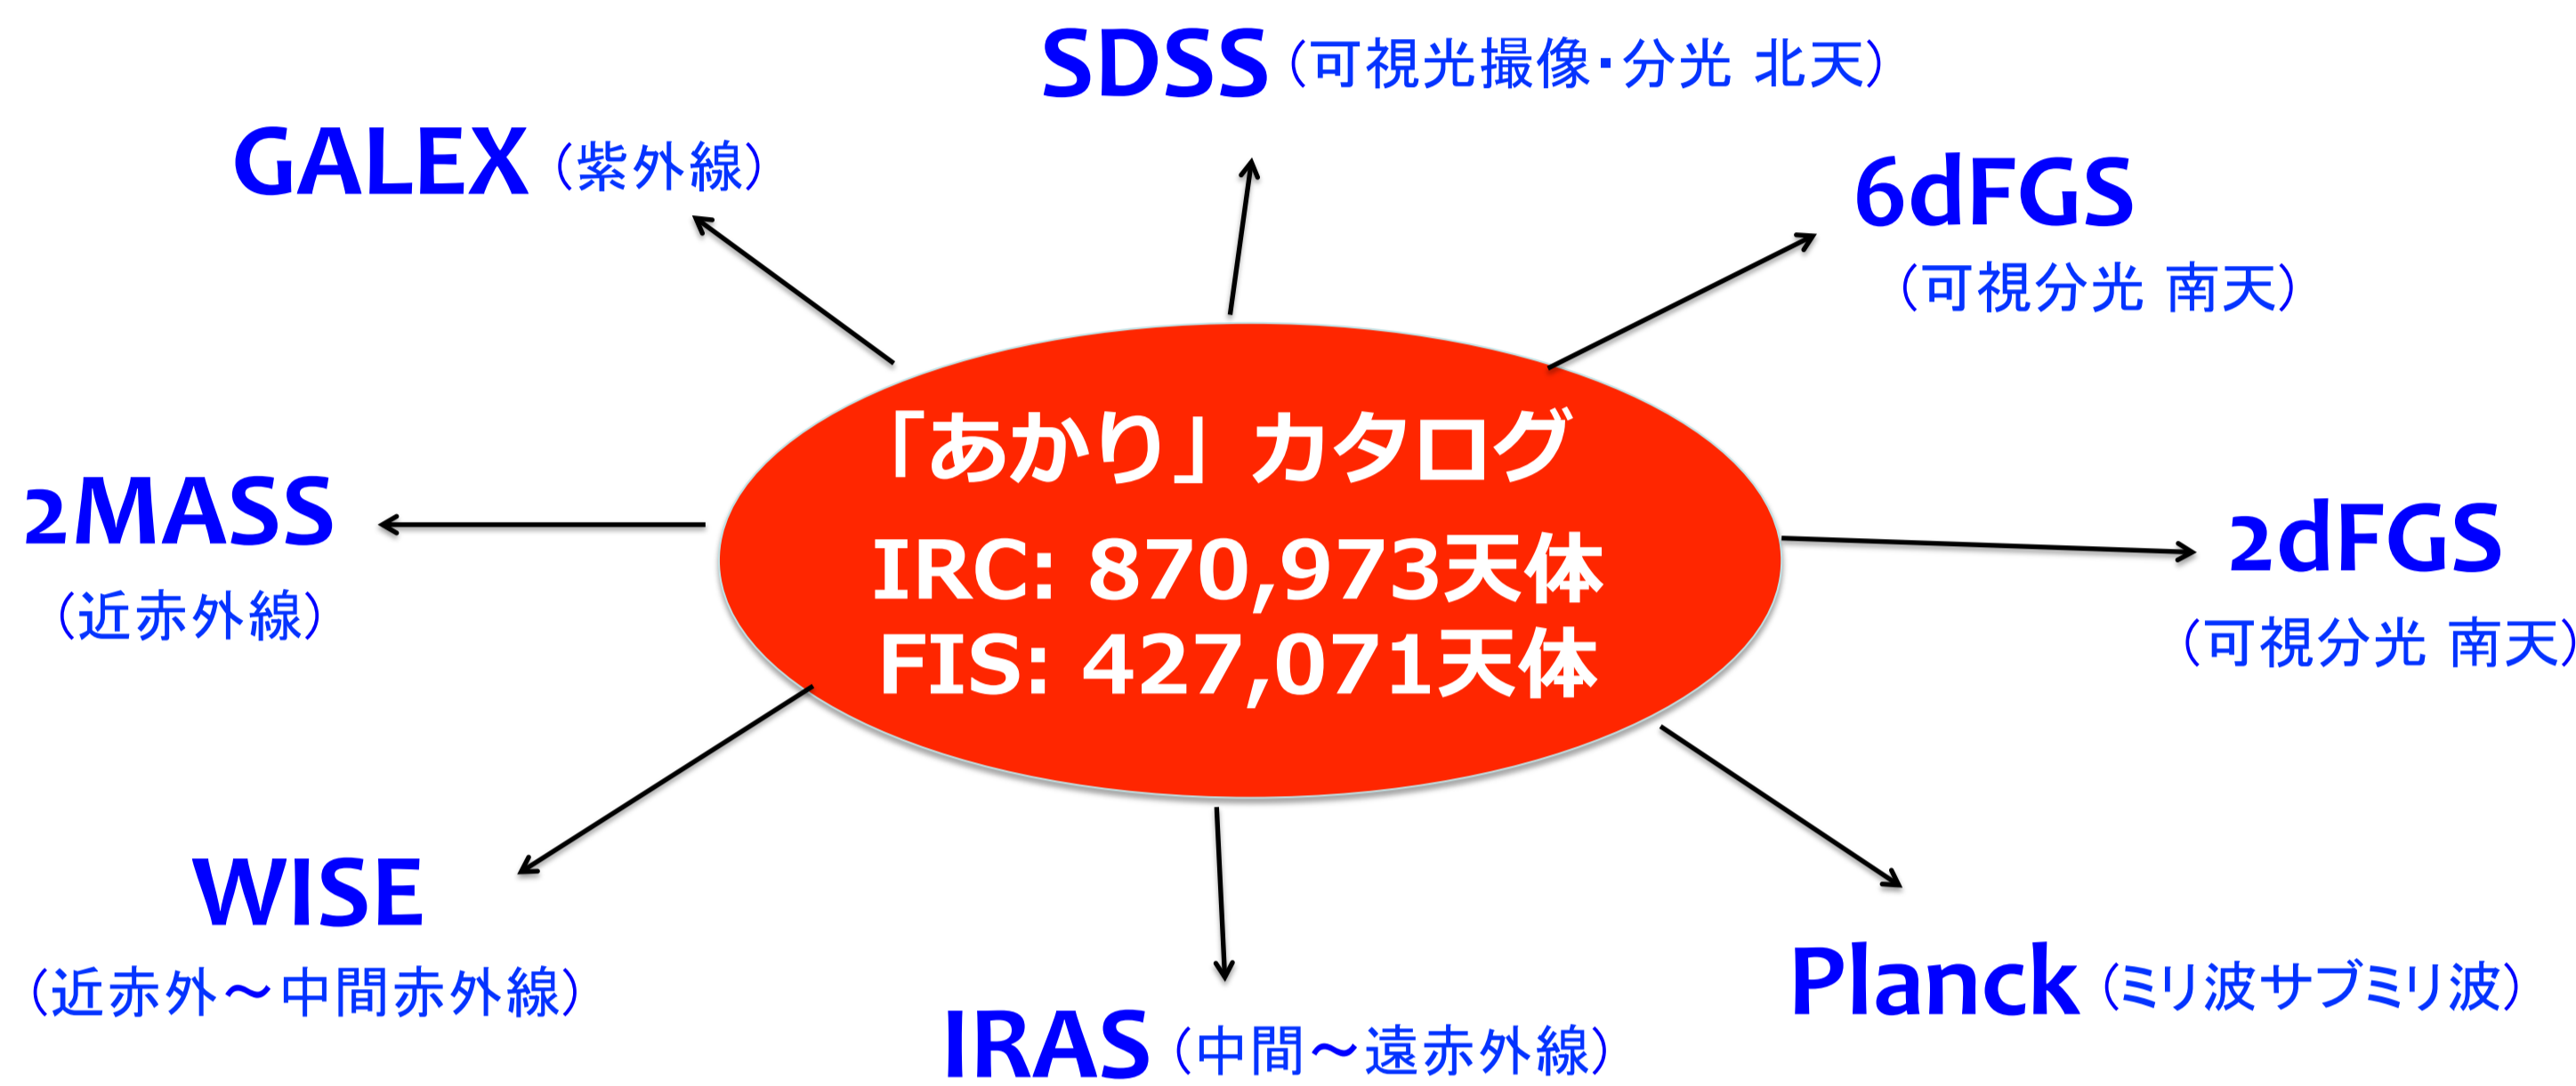 SDSS（可視光撮像・分光 北天）
GALEX（紫外線）
6dFGS
（可視分光 南天）
「あかり」カタログ
IRC: 870,973天体
FIS: 427,071天体
2MASS
（近赤外線）
2dFGS
（可視分光 南天）
WISE
（近赤外〜中間赤外線）
Planck（ミリ波サブミリ波）
IRAS（中間〜遠赤外線）